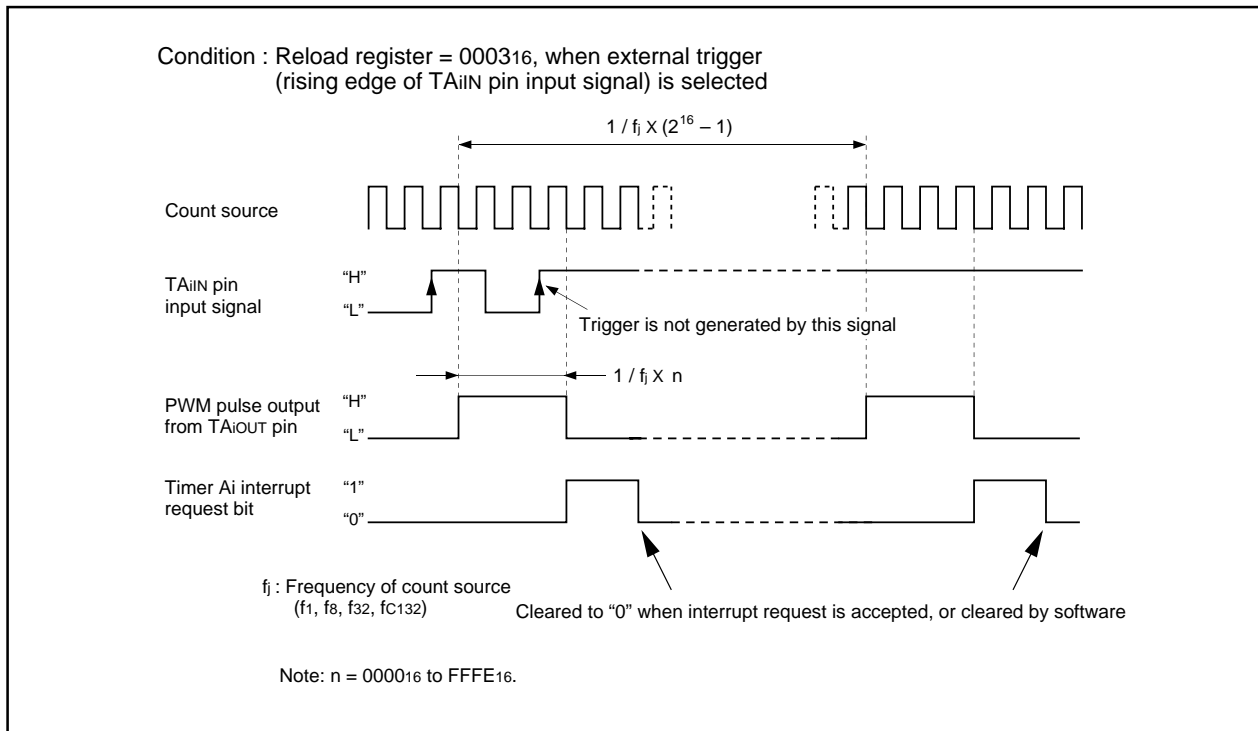 Condition : Reload register = 000316, when external trigger
(rising edge of TAiIN pin input signal) is selected
1 / fj X (2^16 – 1)
Count source
TAiIN pin
input signal
“H”
“L”
Trigger is not generated by this signal
1 / fj X n
PWM pulse output
from TAiOUT pin
“H”
“L”
Timer Ai interrupt
request bit
“1”
“0”
fj : Frequency of count source
(f1, f8, f32, fC132)
Cleared to “0” when interrupt request is accepted, or cleared by software
Note: n = 000016 to FFFE16.